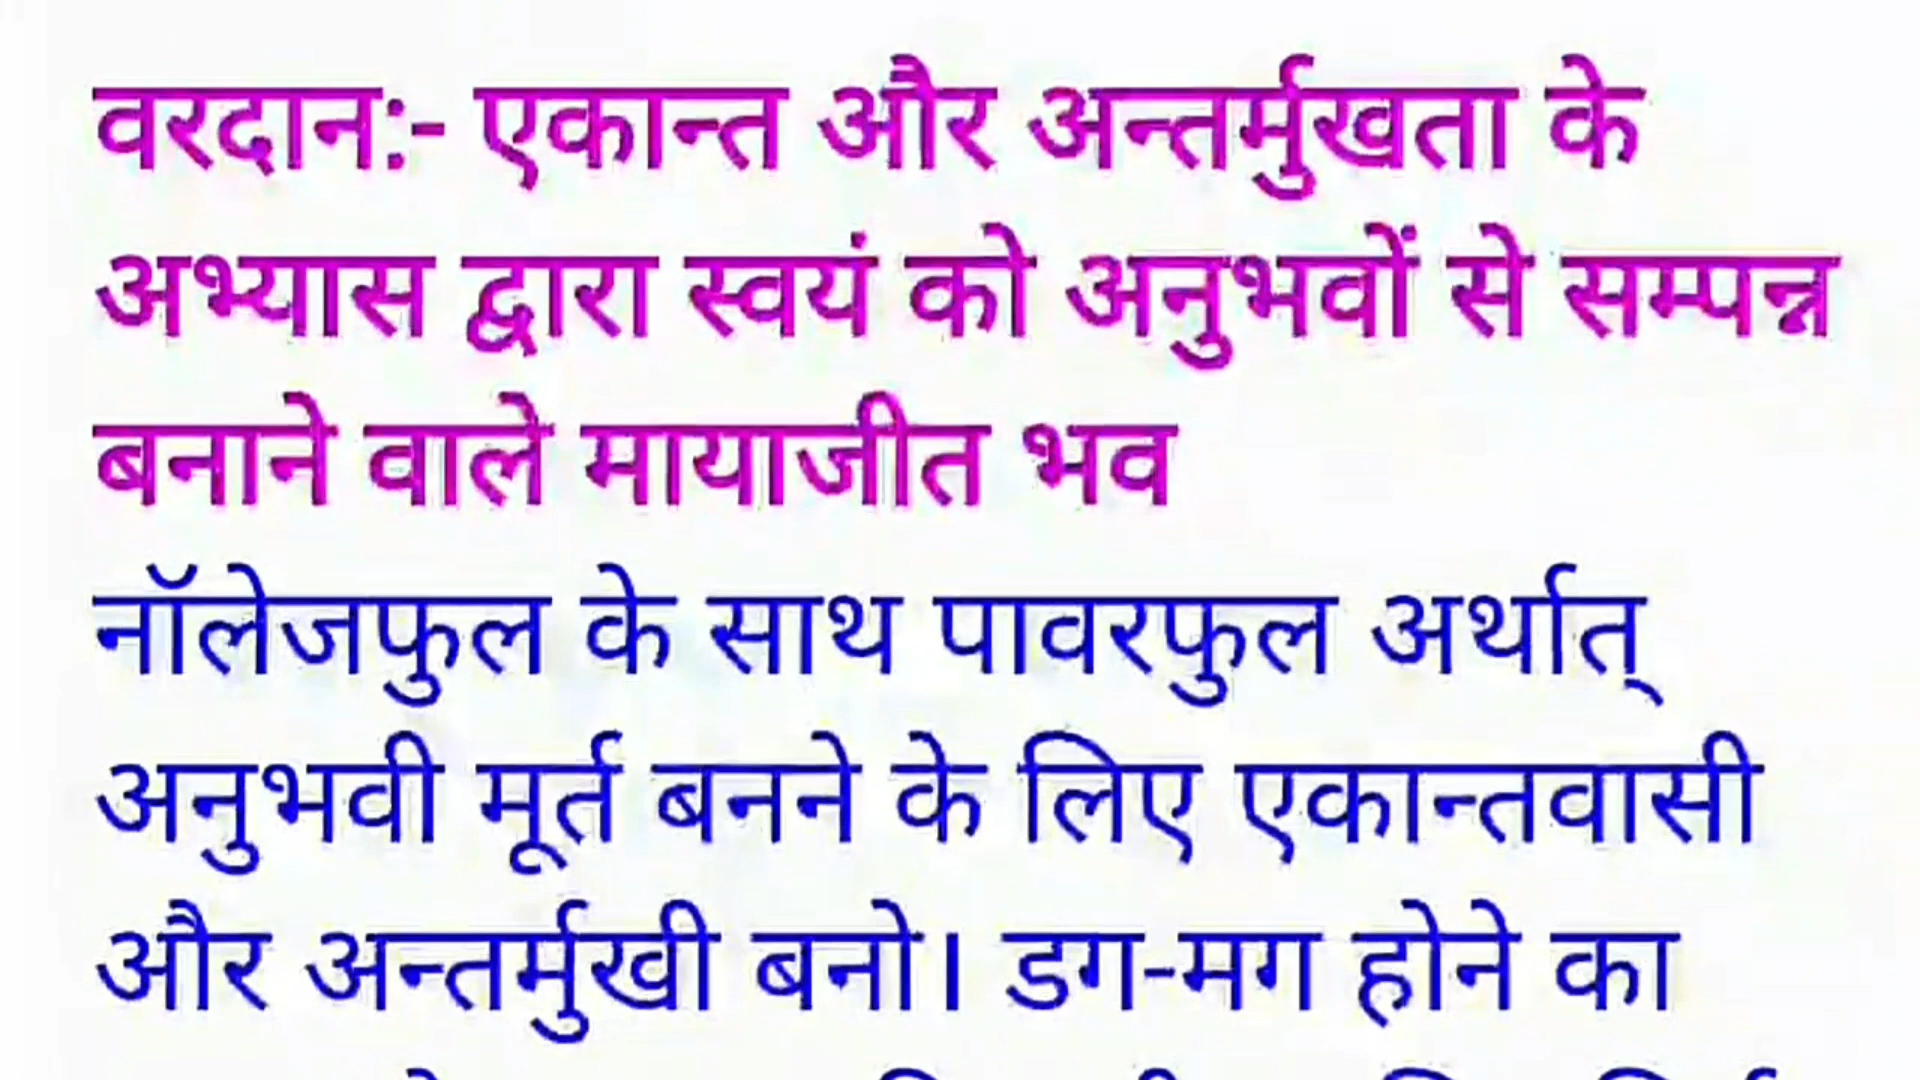 वरदान:- एकान्त और अन्तर्मुखता के
अभ्यास द्वारा स्वयं को अनुभवों से सम्पन्न
बनाने वाले मायाजीत भव
नॉलेजफुल के साथ पावरफुल अर्थात्
अनुभवी मूर्त बनने के लिए एकान्तवासी
और अन्तर्मुखी बनो। डग-मग होने का